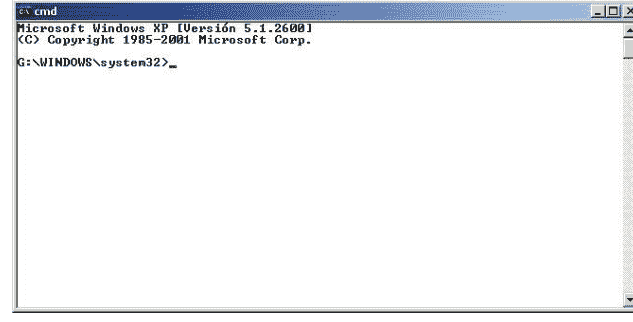 cmd
Microsoft Windows XP [Versión 5.1.2600]
(C) Copyright 1985-2001 Microsoft Corp.
G:\WINDOWS\system32>_